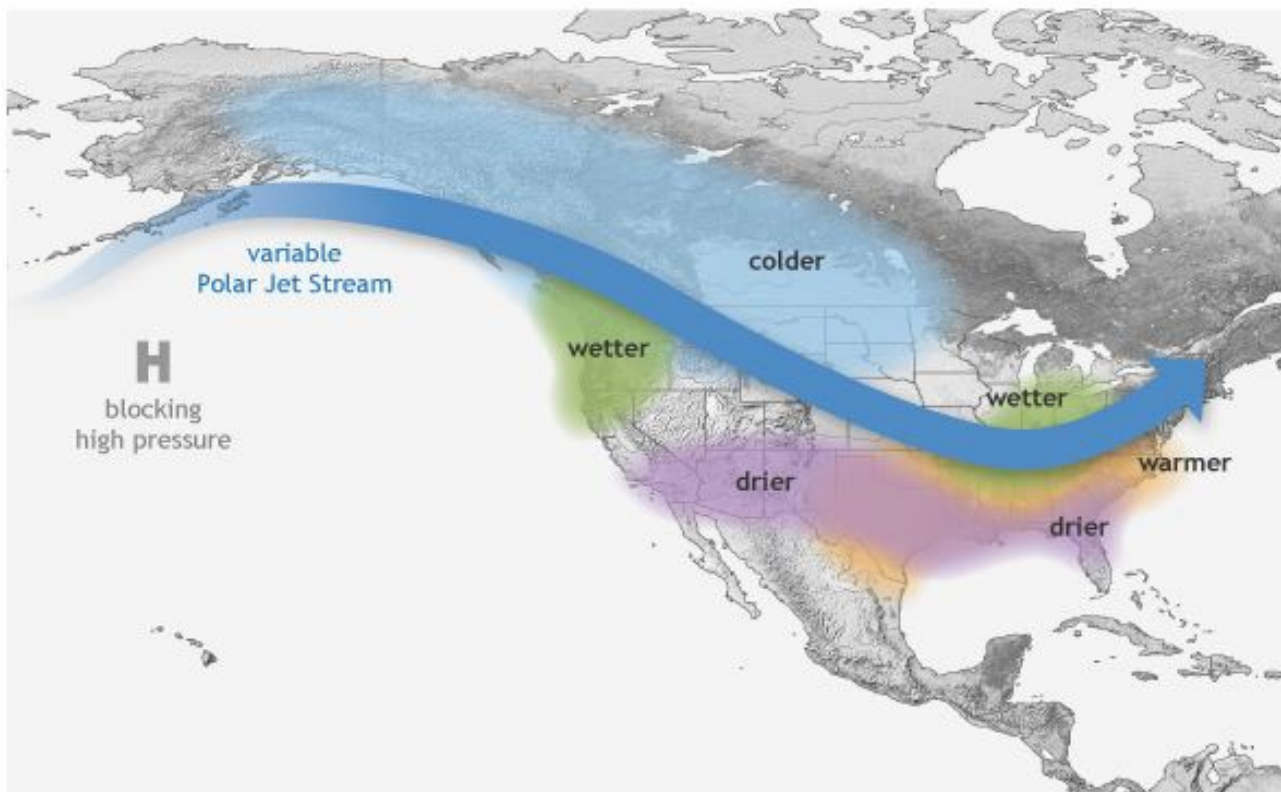 variable
Polar Jet Stream
colder
H
blocking
high pressure
wetter
wetter
warmer
drier
drier